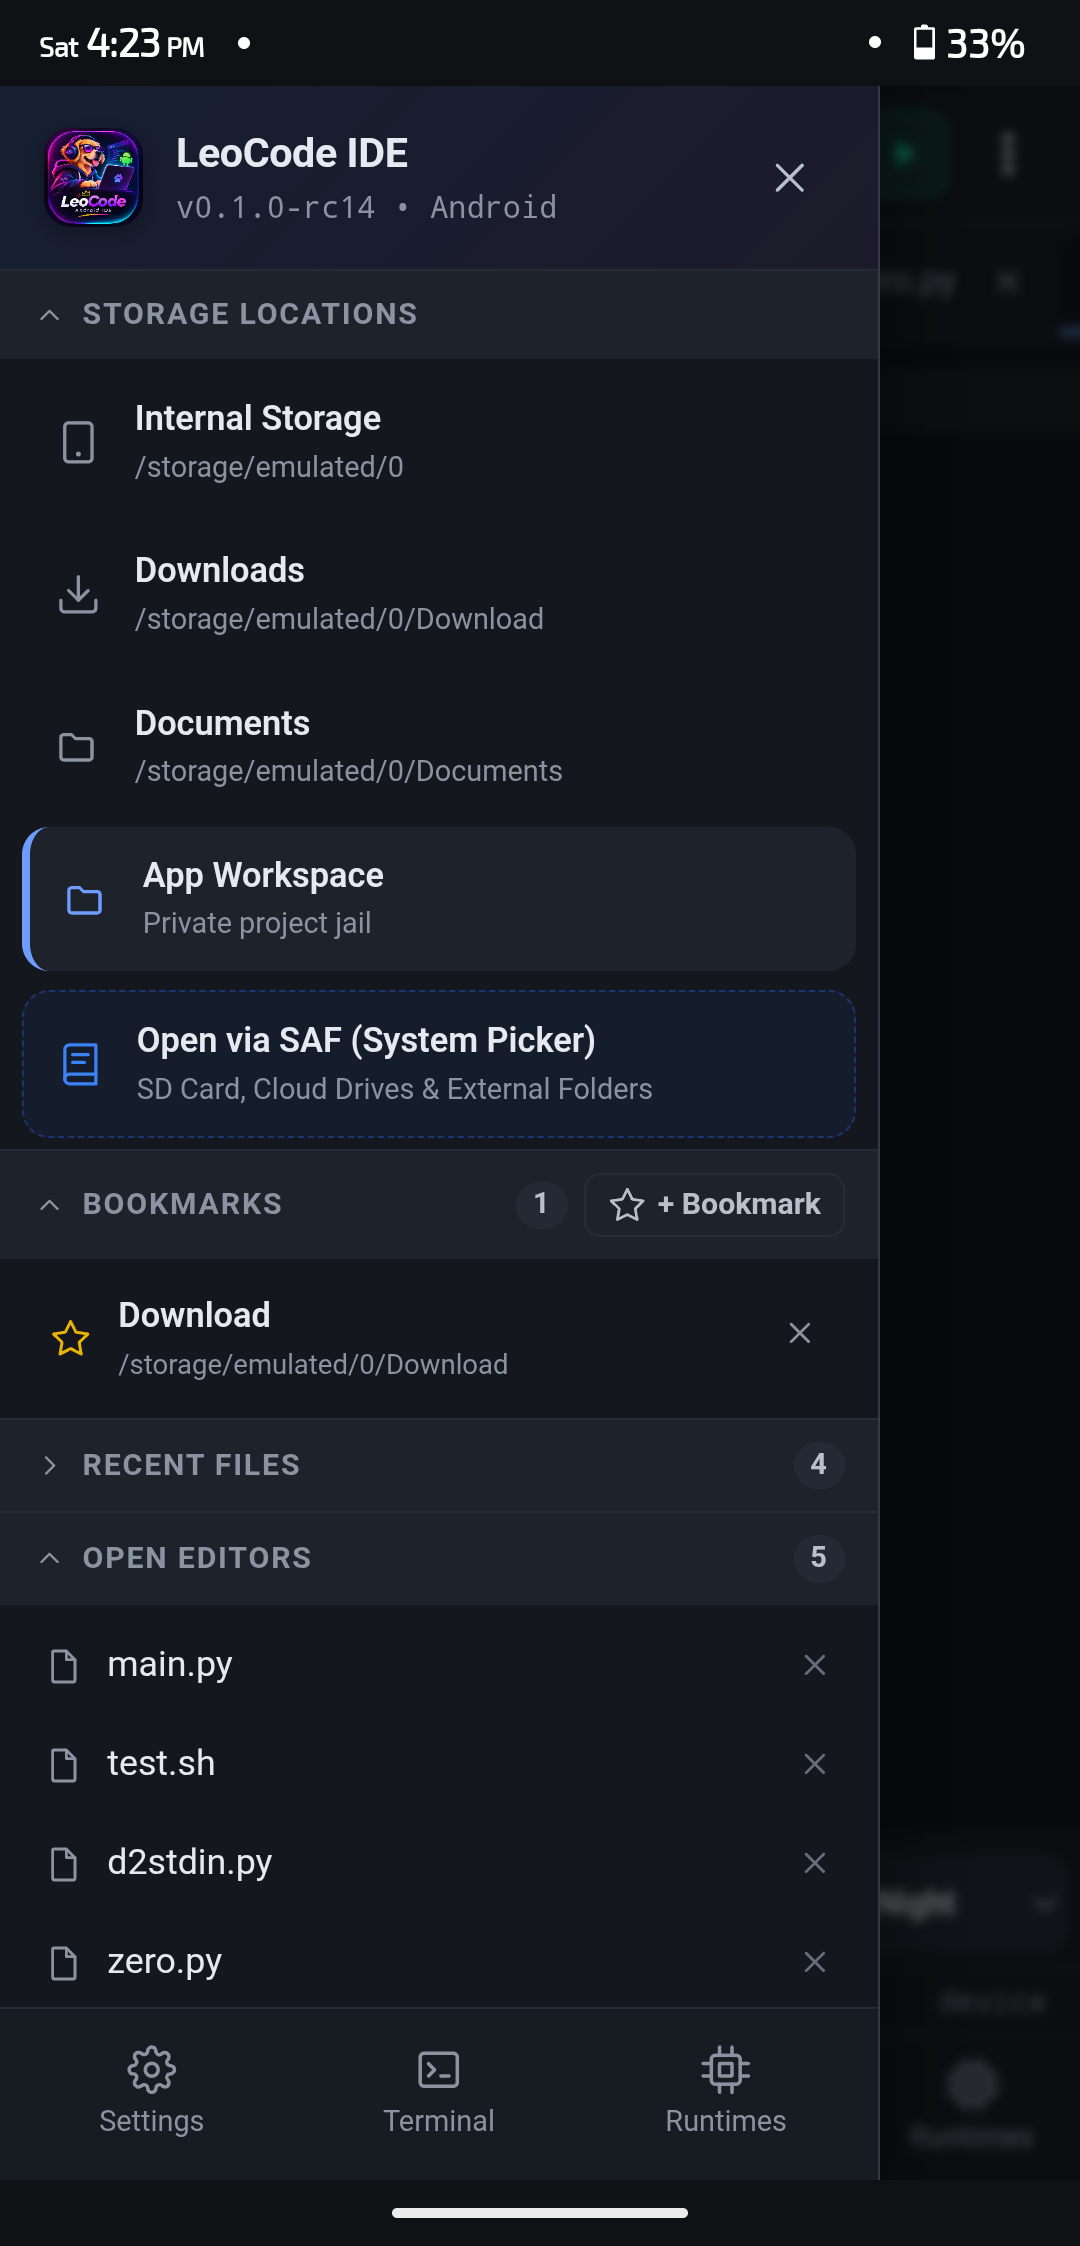 Sat 4:23 PM
33%
LeoCode IDE
v0.1.0-rc14 • Android
LeoCode
STORAGE LOCATIONS
Internal Storage
/storage/emulated/0
Downloads
/storage/emulated/0/Download
Documents
/storage/emulated/0/Documents
App Workspace
Private project jail
Open via SAF (System Picker)
SD Card, Cloud Drives & External Folders
BOOKMARKS 1 + Bookmark
Download
/storage/emulated/0/Download
RECENT FILES 4
OPEN EDITORS 5
main.py
test.sh
d2stdin.py
zero.py
device
Settings Terminal Runtimes
Runtimes